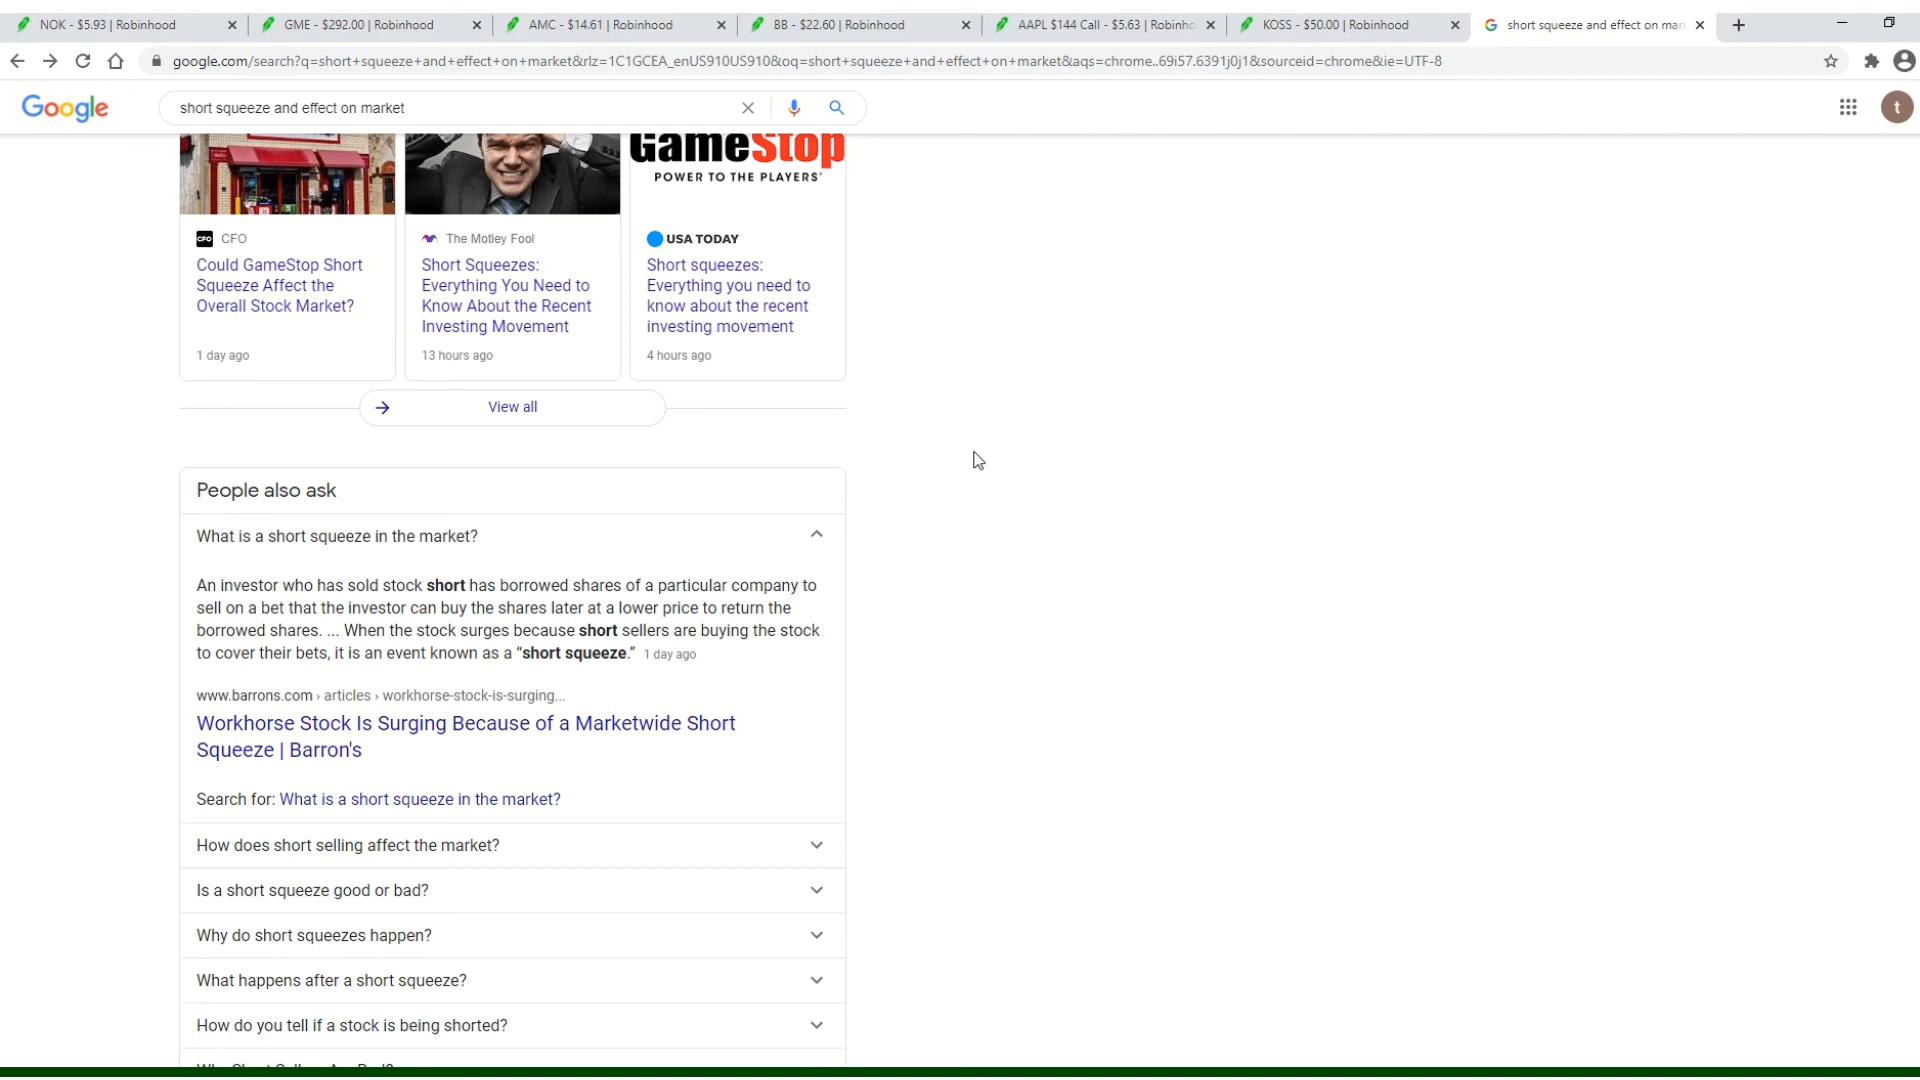 NOK - $5.93 | Robinhood
GME - $292.00 | Robinhood
AMC - $14.61 | Robinhood
BB - $22.60 | Robinhood
AAPL $144 Call - $5.63 | Robinho
KOSS - $50.00 | Robinhood
short squeeze and effect on mar
google.com/search?q=short+squeeze+and+effect+on+market&rlz=1C1GCEA_enUS910US910&oq=short+squeeze+and+effect+on+market&aqs=chrome..69i57.6391j0j1&sourceid=chrome&ie=UTF-8
Google
short squeeze and effect on market
t
GameStop
POWER TO THE PLAYERS'
CFO CFO
Could GameStop Short
Squeeze Affect the
Overall Stock Market?
1 day ago
The Motley Fool
Short Squeezes:
Everything You Need to
Know About the Recent
Investing Movement
13 hours ago
USA TODAY
Short squeezes:
Everything you need to
know about the recent
investing movement
4 hours ago
View all
People also ask
What is a short squeeze in the market?
An investor who has sold stock short has borrowed shares of a particular company to
sell on a bet that the investor can buy the shares later at a lower price to return the
borrowed shares. ... When the stock surges because short sellers are buying the stock
to cover their bets, it is an event known as a “short squeeze.” 1 day ago
www.barrons.com › articles › workhorse-stock-is-surging...
Workhorse Stock Is Surging Because of a Marketwide Short
Squeeze | Barron's
Search for: What is a short squeeze in the market?
How does short selling affect the market?
Is a short squeeze good or bad?
Why do short squeezes happen?
What happens after a short squeeze?
How do you tell if a stock is being shorted?